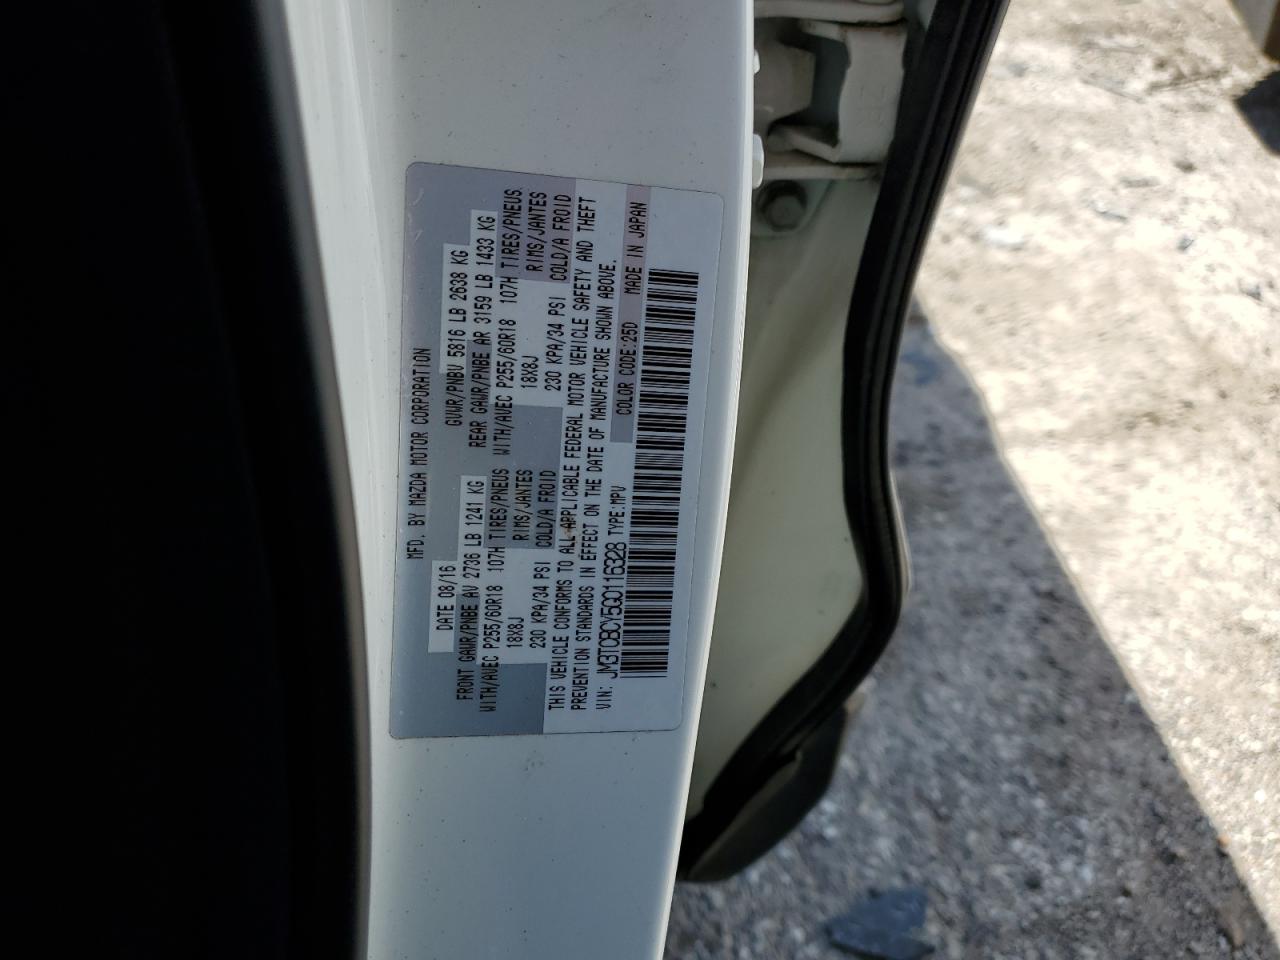 MFD. BY MAZDA MOTOR CORPORATION
DATE 08/16 GVWR/PNBV 5816 LB 2638 KG
FRONT GAWR/PNBE AV 2736 LB 1241 KG REAR GAWR/PNBE AR 3159 LB 1433 KG
WITH/AVEC P255/60R18 107H TIRES/PNEUS WITH/AVEC P255/60R18 107H TIRES/PNEUS
18X8J RIMS/JANTES 18X8J RIMS/JANTES
230 KPA/34 PSI COLD/A FROID 230 KPA/34 PSI COLD/A FROID
THIS VEHICLE CONFORMS TO ALL APPLICABLE FEDERAL MOTOR VEHICLE SAFETY AND THEFT
PREVENTION STANDARDS IN EFFECT ON THE DATE OF MANUFACTURE SHOWN ABOVE.
VIN: JM3TCBCY5G0116328 TYPE:MPV COLOR CODE:25D MADE IN JAPAN